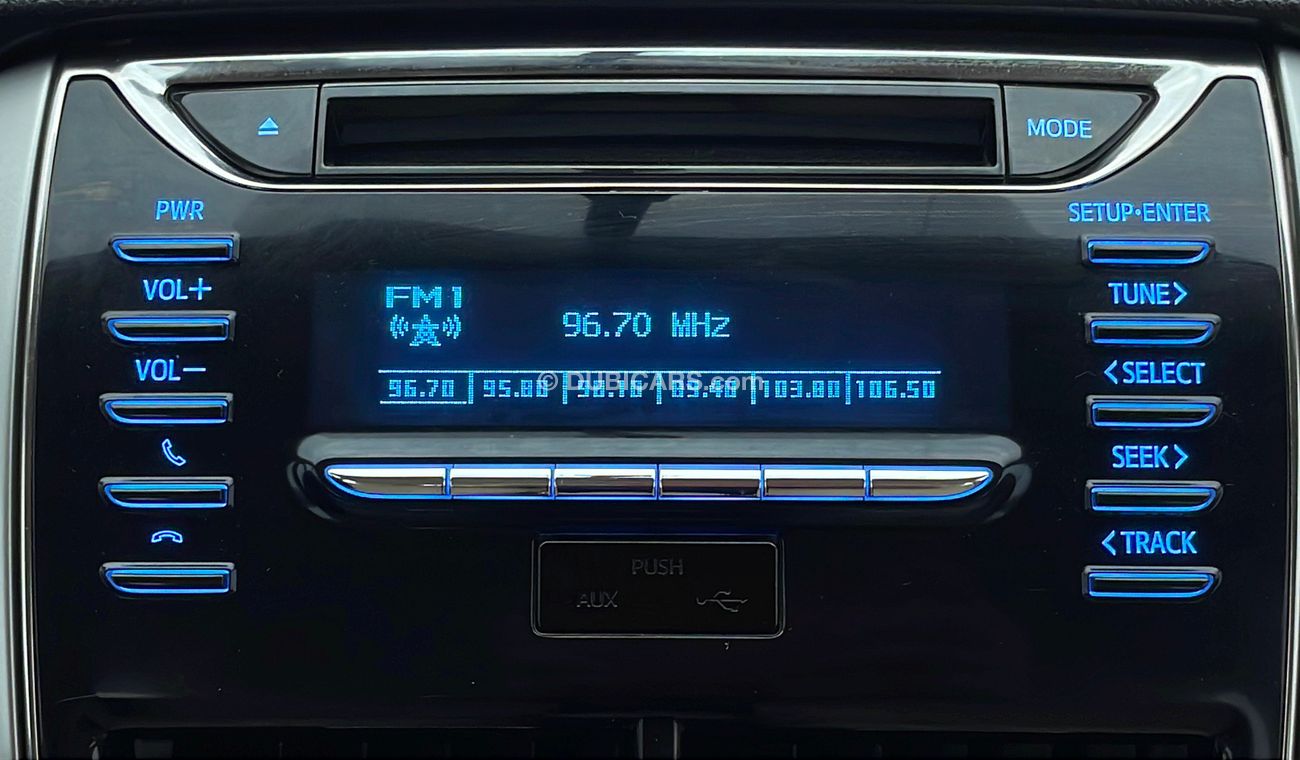 MODE
PWR
SETUP•ENTER
VOL+
FM1
TUNE>
96.70 MHz
VOL−
<SELECT
96.70 95.80 103.80 106.50
© DUBICARS.com
SEEK>
<TRACK
PUSH
AUX